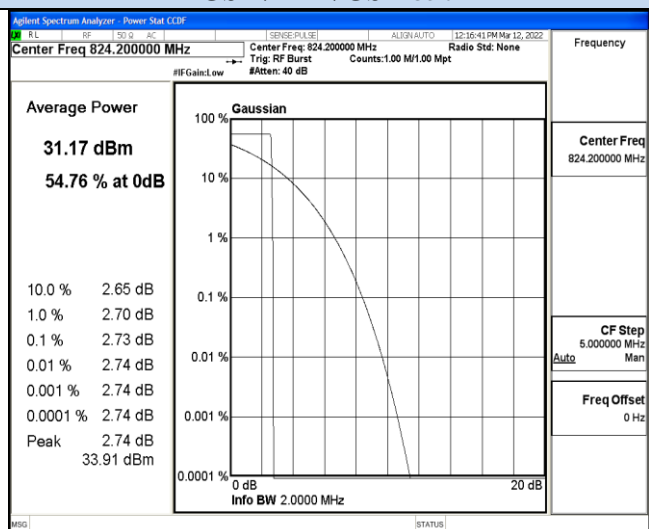 Agilent Spectrum Analyzer - Power Stat CCDF
RL RF 50 Ω AC SENSE:PULSE ALIGN AUTO 12:16:41 PM Mar 12, 2022
Center Freq 824.200000 MHz
Center Freq: 824.200000 MHz Radio Std: None
Trig: RF Burst Counts:1.00 M/1.00 Mpt
#IFGain:Low #Atten: 40 dB
Frequency
Average Power
31.17 dBm
54.76 % at 0dB
10.0 % 2.65 dB
1.0 % 2.70 dB
0.1 % 2.73 dB
0.01 % 2.74 dB
0.001 % 2.74 dB
0.0001 % 2.74 dB
Peak 2.74 dB
33.91 dBm
Gaussian
100 %
10 %
1 %
0.1 %
0.01 %
0.001 %
0.0001 %
0 dB 20 dB
Info BW 2.0000 MHz
Center Freq
824.200000 MHz
CF Step
5.000000 MHz
Auto Man
Freq Offset
0 Hz
MSG STATUS